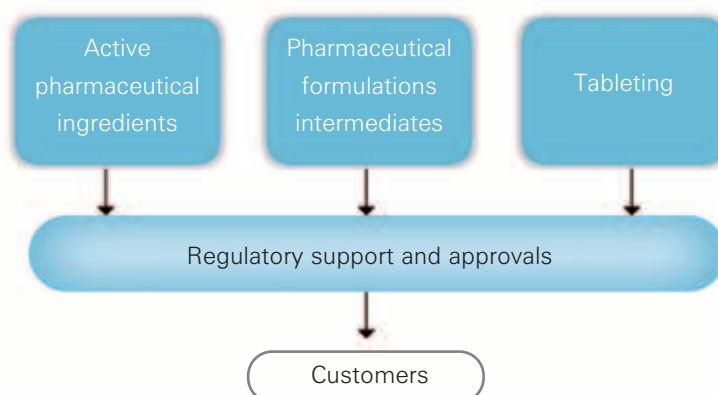 Active
pharmaceutical
ingredients
Pharmaceutical
formulations
intermediates
Tableting
Regulatory support and approvals
Customers